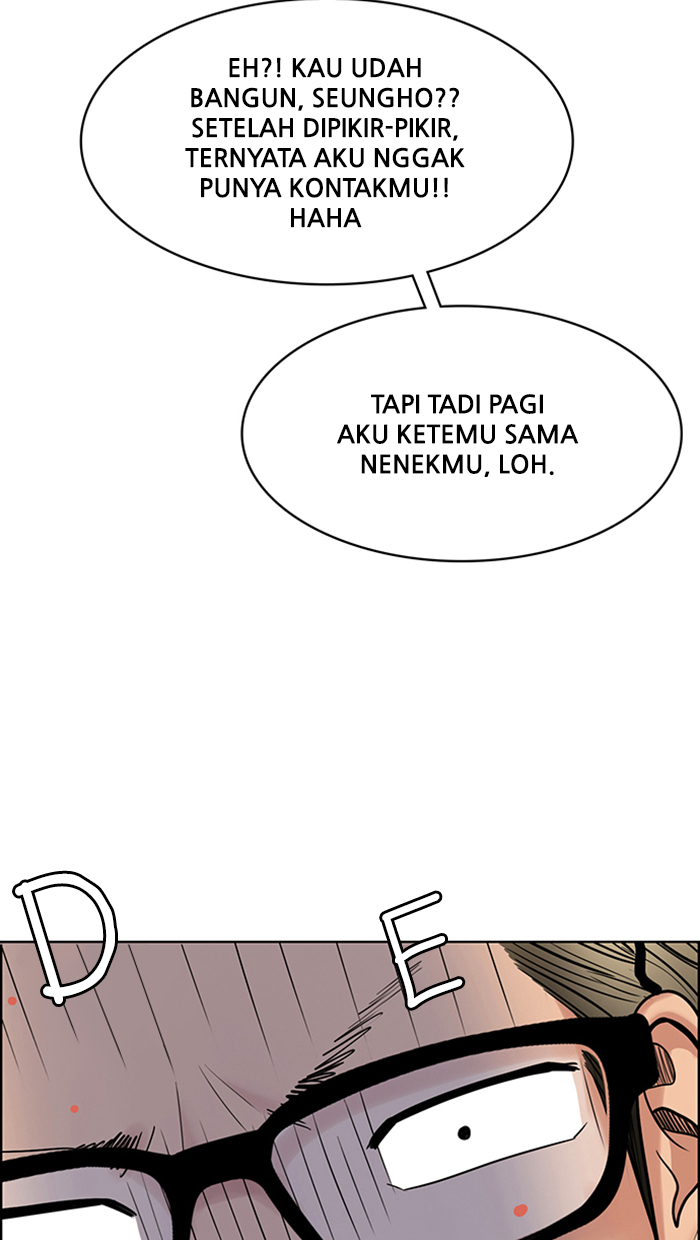 EH?! KAU UDAH
BANGUN, SEUNGHO??
SETELAH DIPIKIR-PIKIR,
TERNYATA AKU NGGAK
PUNYA KONTAKMU!!
HAHA
TAPI TADI PAGI
AKU KETEMU SAMA
NENEKMU, LOH.
D E